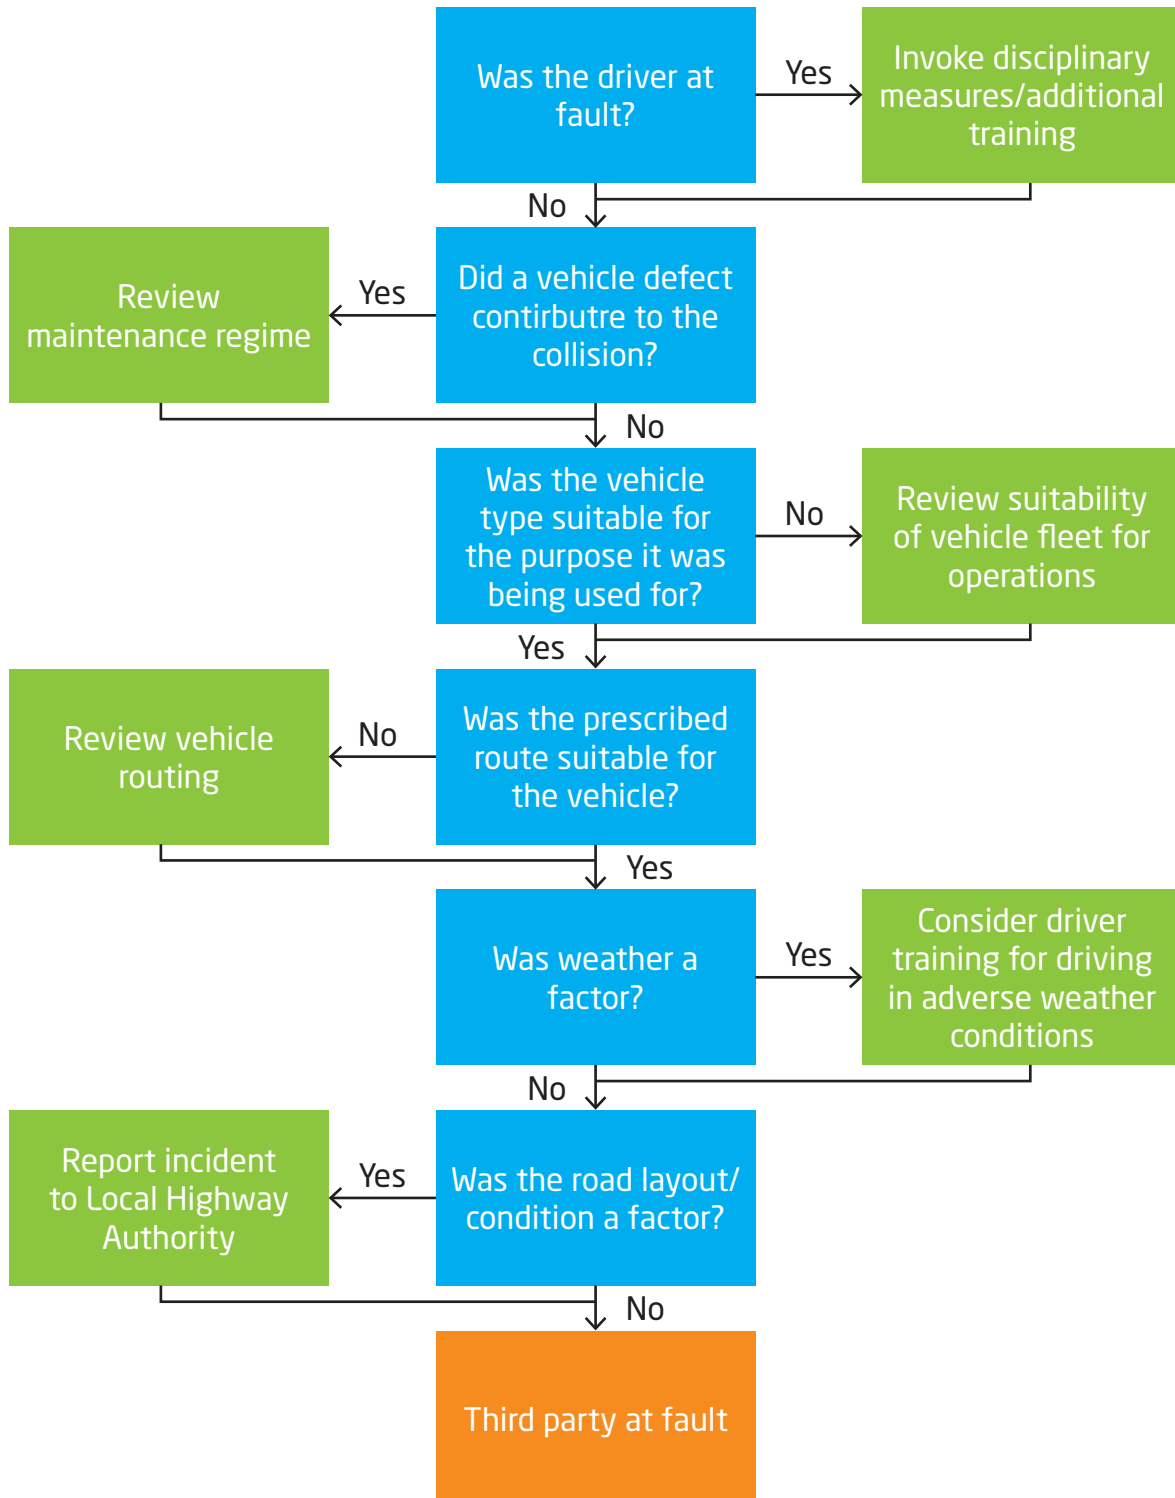 Was the driver at
fault?
Yes
Invoke disciplinary
measures/additional
training
No
Did a vehicle defect
contirbutre to the
collision?
Yes
Review
maintenance regime
No
Was the vehicle
type suitable for
the purpose it was
being used for?
No
Review suitability
of vehicle fleet for
operations
Yes
Was the prescribed
route suitable for
the vehicle?
No
Review vehicle
routing
Yes
Was weather a
factor?
Yes
Consider driver
training for driving
in adverse weather
conditions
No
Was the road layout/
condition a factor?
Yes
Report incident
to Local Highway
Authority
No
Third party at fault